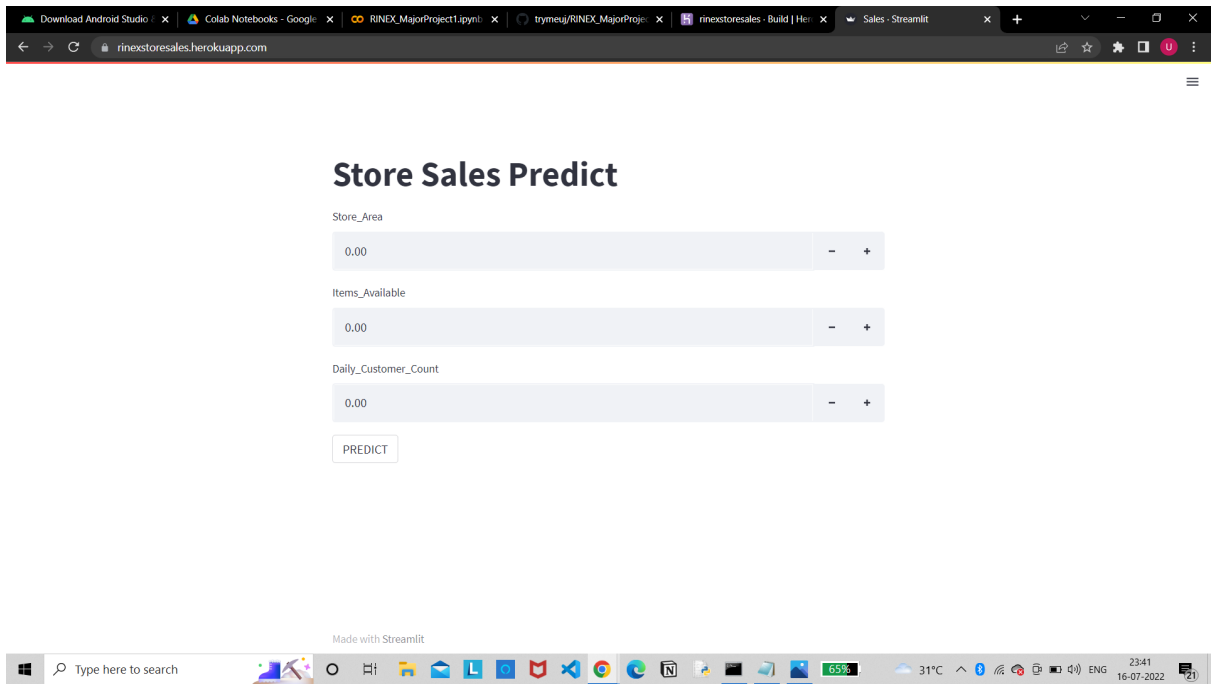 Download Android Studio &
Colab Notebooks - Google
RINEX_MajorProject1.ipynb
trymeuj/RINEX_MajorProjec
rinexstoresales · Build | Her
Sales · Streamlit
rinexstoresales.herokuapp.com
U
Store Sales Predict
Store_Area
0.00
Items_Available
0.00
Daily_Customer_Count
0.00
PREDICT
Made with Streamlit
Type here to search
L
65%
31°C
ENG
23:41
16-07-2022
21